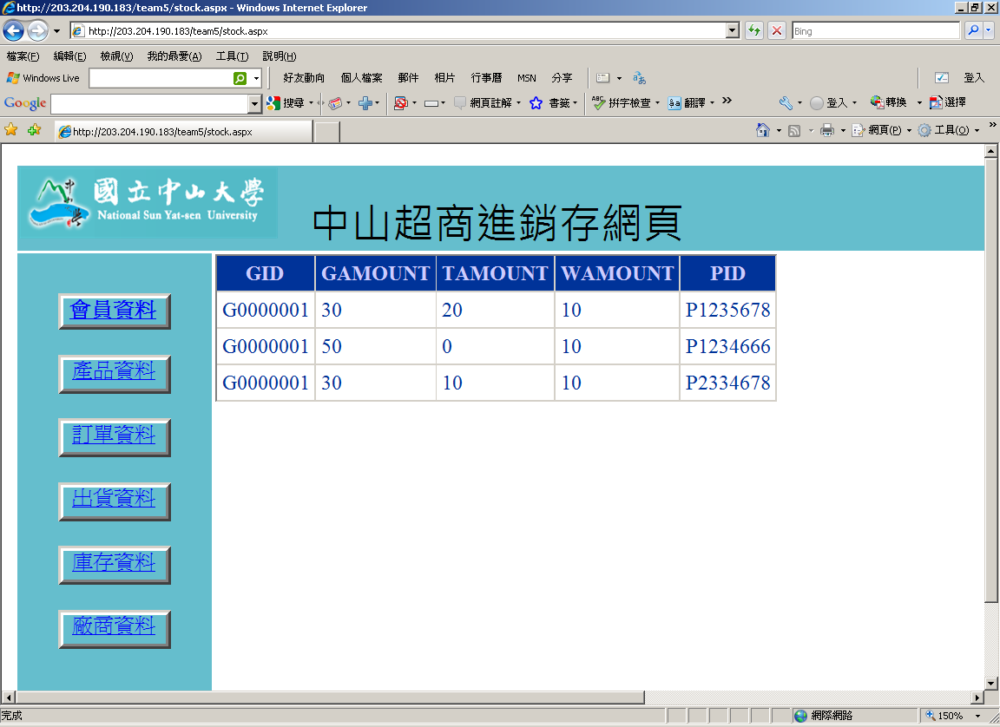 http://203.204.190.183/team5/stock.aspx - Windows Internet Explorer
http://203.204.190.183/team5/stock.aspx Bing
檔案(F) 編輯(E) 檢視(V) 我的最愛(A) 工具(T) 說明(H)
Windows Live 好友動向 個人檔案 郵件 相片 行事曆 MSN 分享 登入
Google 搜尋 網頁註解 書籤 ABC 拼字檢查 aあ 翻譯 登入 轉換 選擇
http://203.204.190.183/team5/stock.aspx 網頁(P) 工具(O)
國立中山大學
National Sun Yat-sen University
中山超商進銷存網頁
GID GAMOUNT TAMOUNT WAMOUNT PID
G0000001 30 20 10 P1235678
G0000001 50 0 10 P1234666
G0000001 30 10 10 P2334678
會員資料
產品資料
訂單資料
出貨資料
庫存資料
廠商資料
完成 網際網路 150%